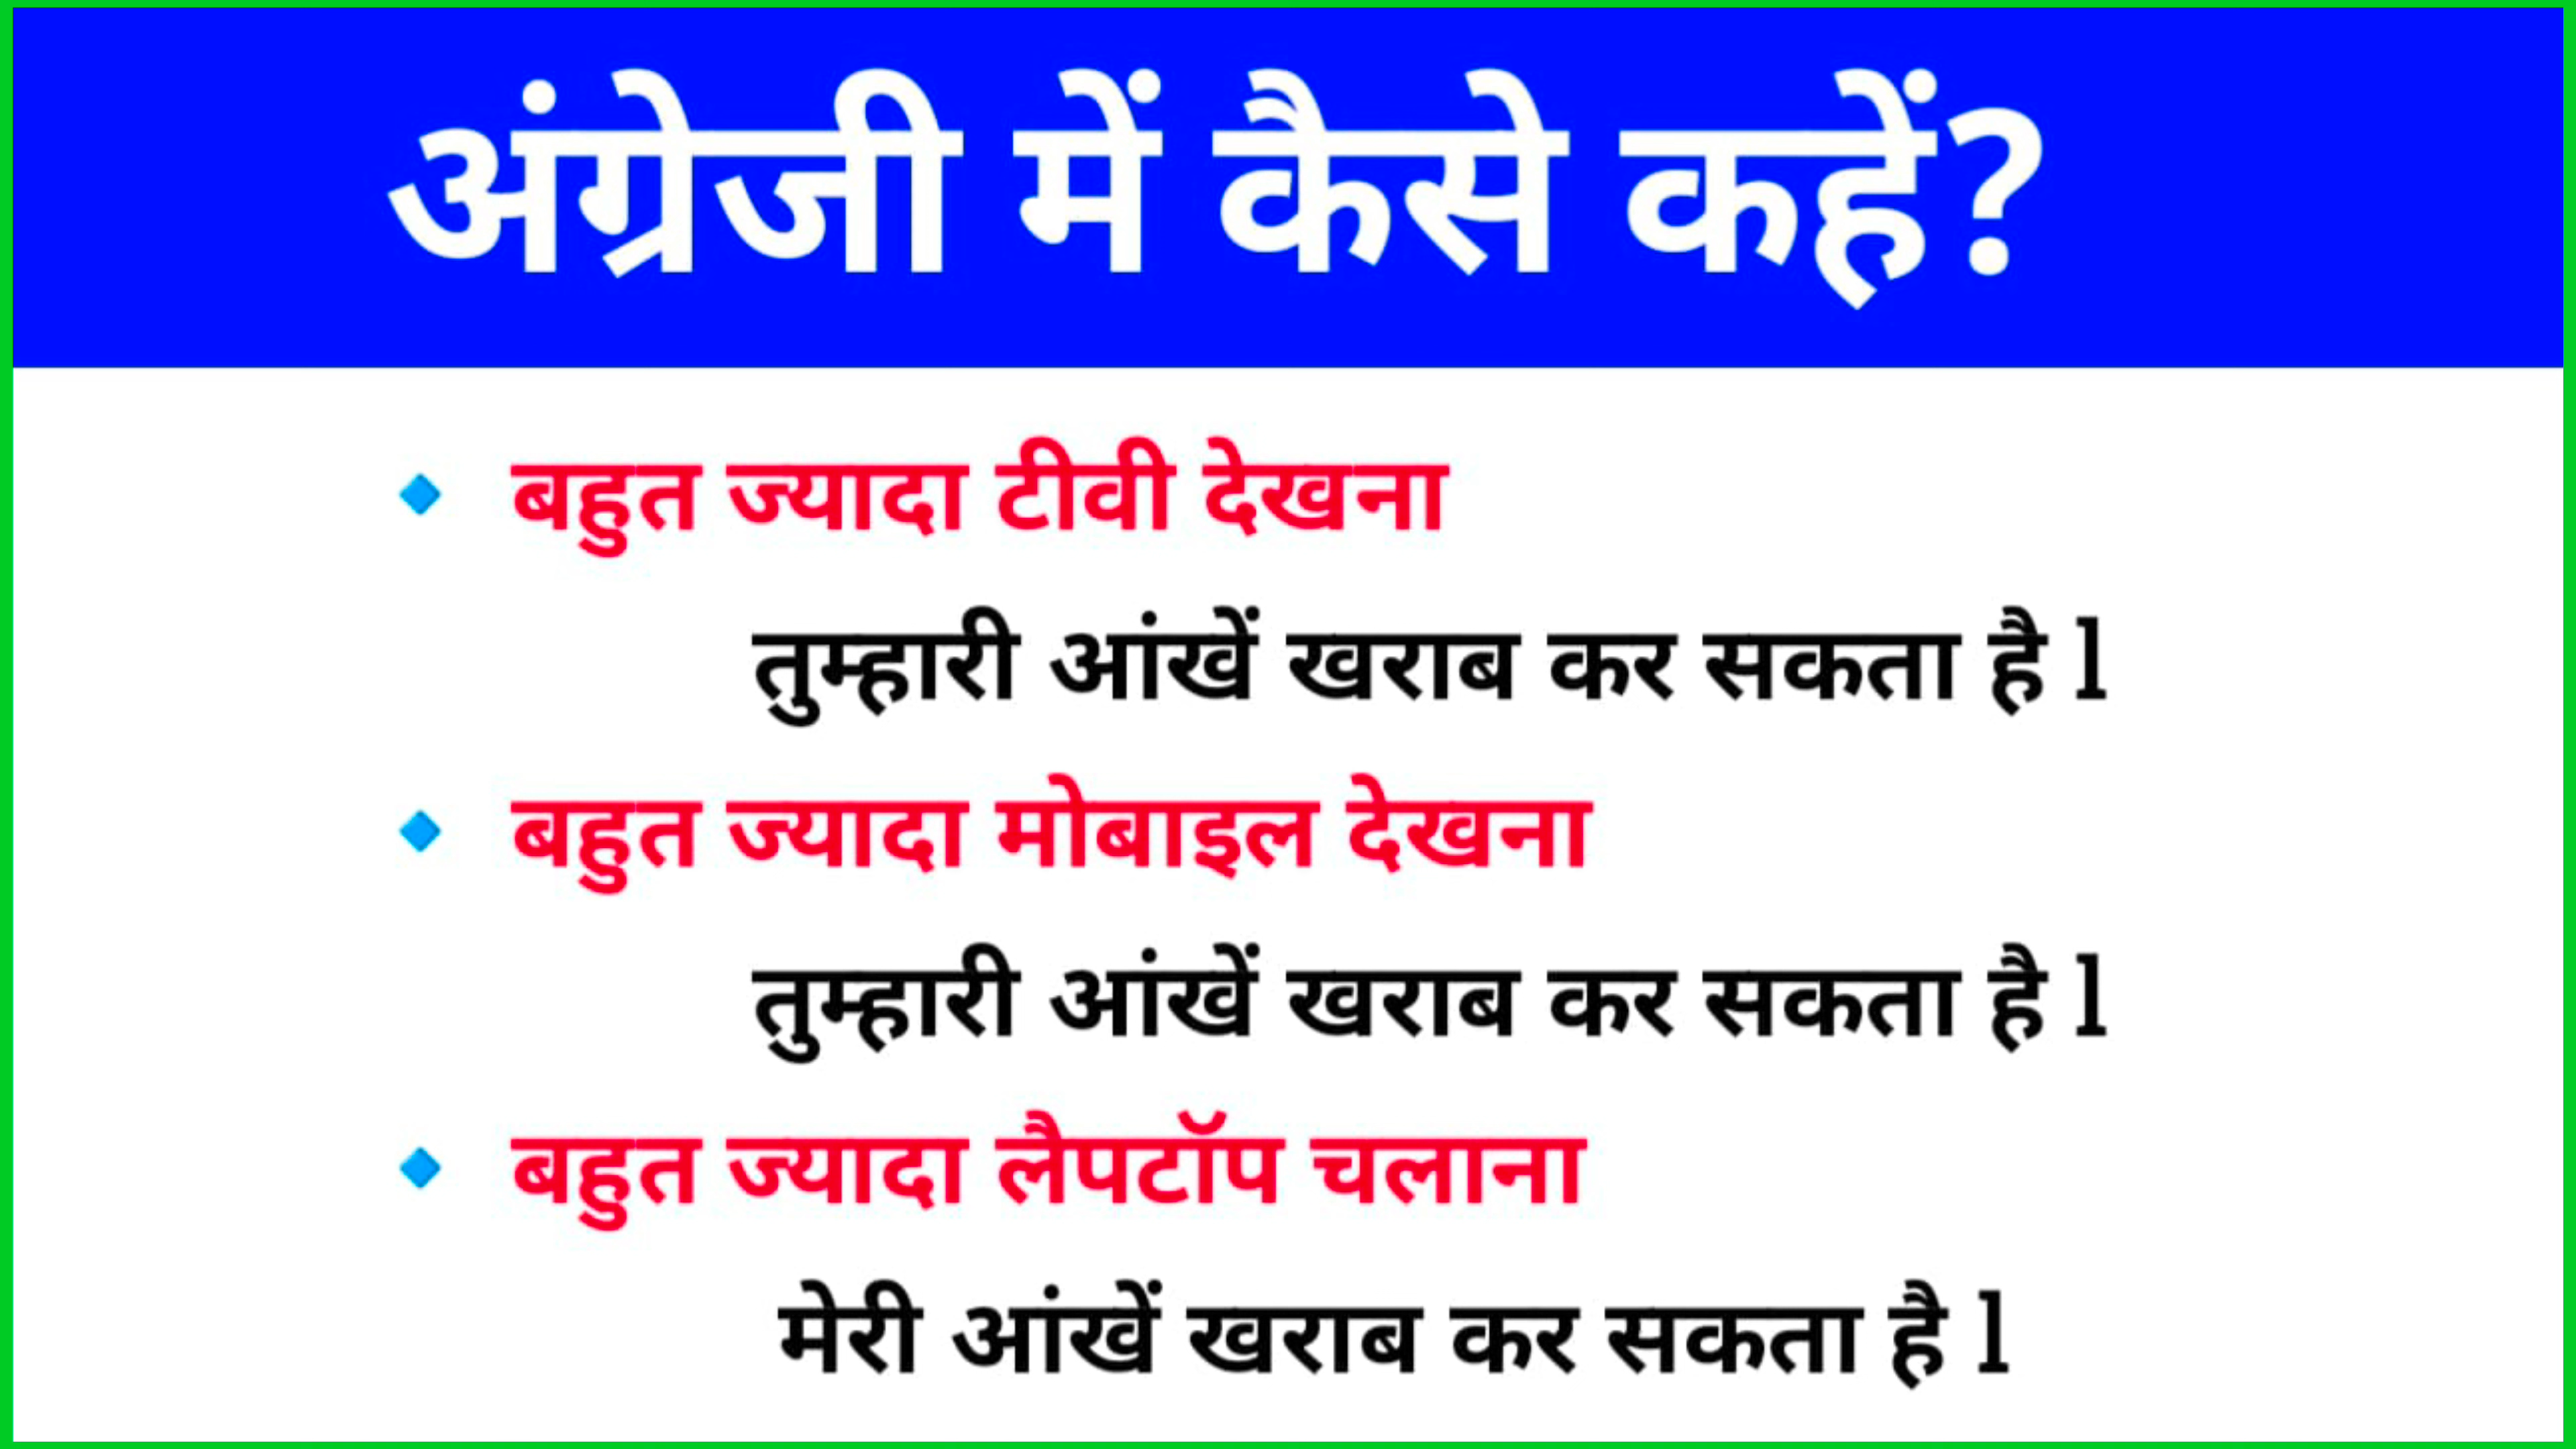 अंग्रेजी में कैसे कहें?
🔹 बहुत ज्यादा टीवी देखना
तुम्हारी आंखें खराब कर सकता है l
🔹 बहुत ज्यादा मोबाइल देखना
तुम्हारी आंखें खराब कर सकता है l
🔹 बहुत ज्यादा लैपटॉप चलाना
मेरी आंखें खराब कर सकता है l